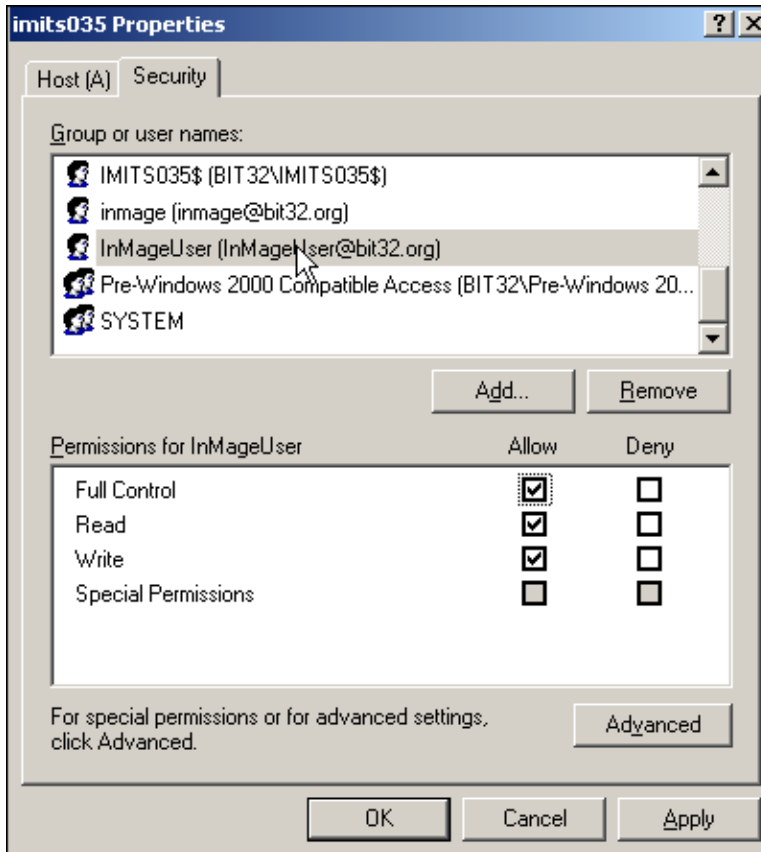 imits035 Properties
Host (A) Security
Group or user names:
IMITS035$ (BIT32\IMITS035$)
inmage (inmage@bit32.org)
InMageUser (InMageUser@bit32.org)
Pre-Windows 2000 Compatible Access (BIT32\Pre-Windows 20...
SYSTEM
Add... Remove
Permissions for InMageUser Allow Deny
Full Control
Read
Write
Special Permissions
For special permissions or for advanced settings,
click Advanced.
Advanced
OK Cancel Apply